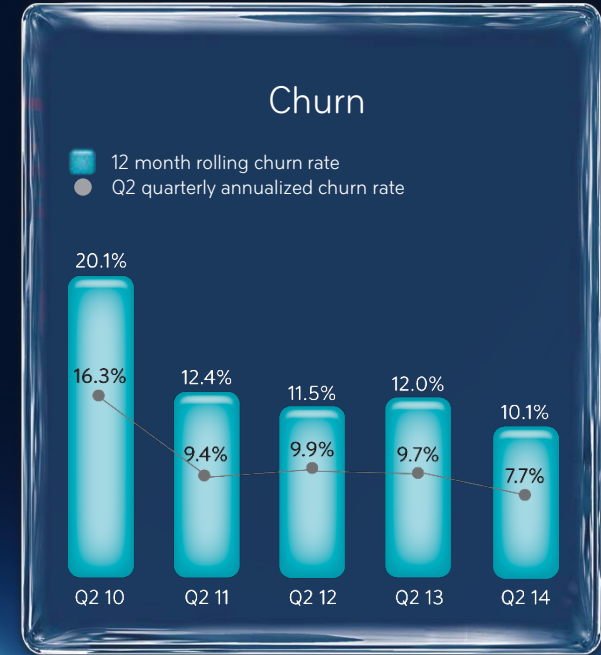 Churn
12 month rolling churn rate
Q2 quarterly annualized churn rate
20.1%
16.3%
12.4%
9.4%
11.5%
9.9%
12.0%
9.7%
10.1%
7.7%
Q2 10 Q2 11 Q2 12 Q2 13 Q2 14